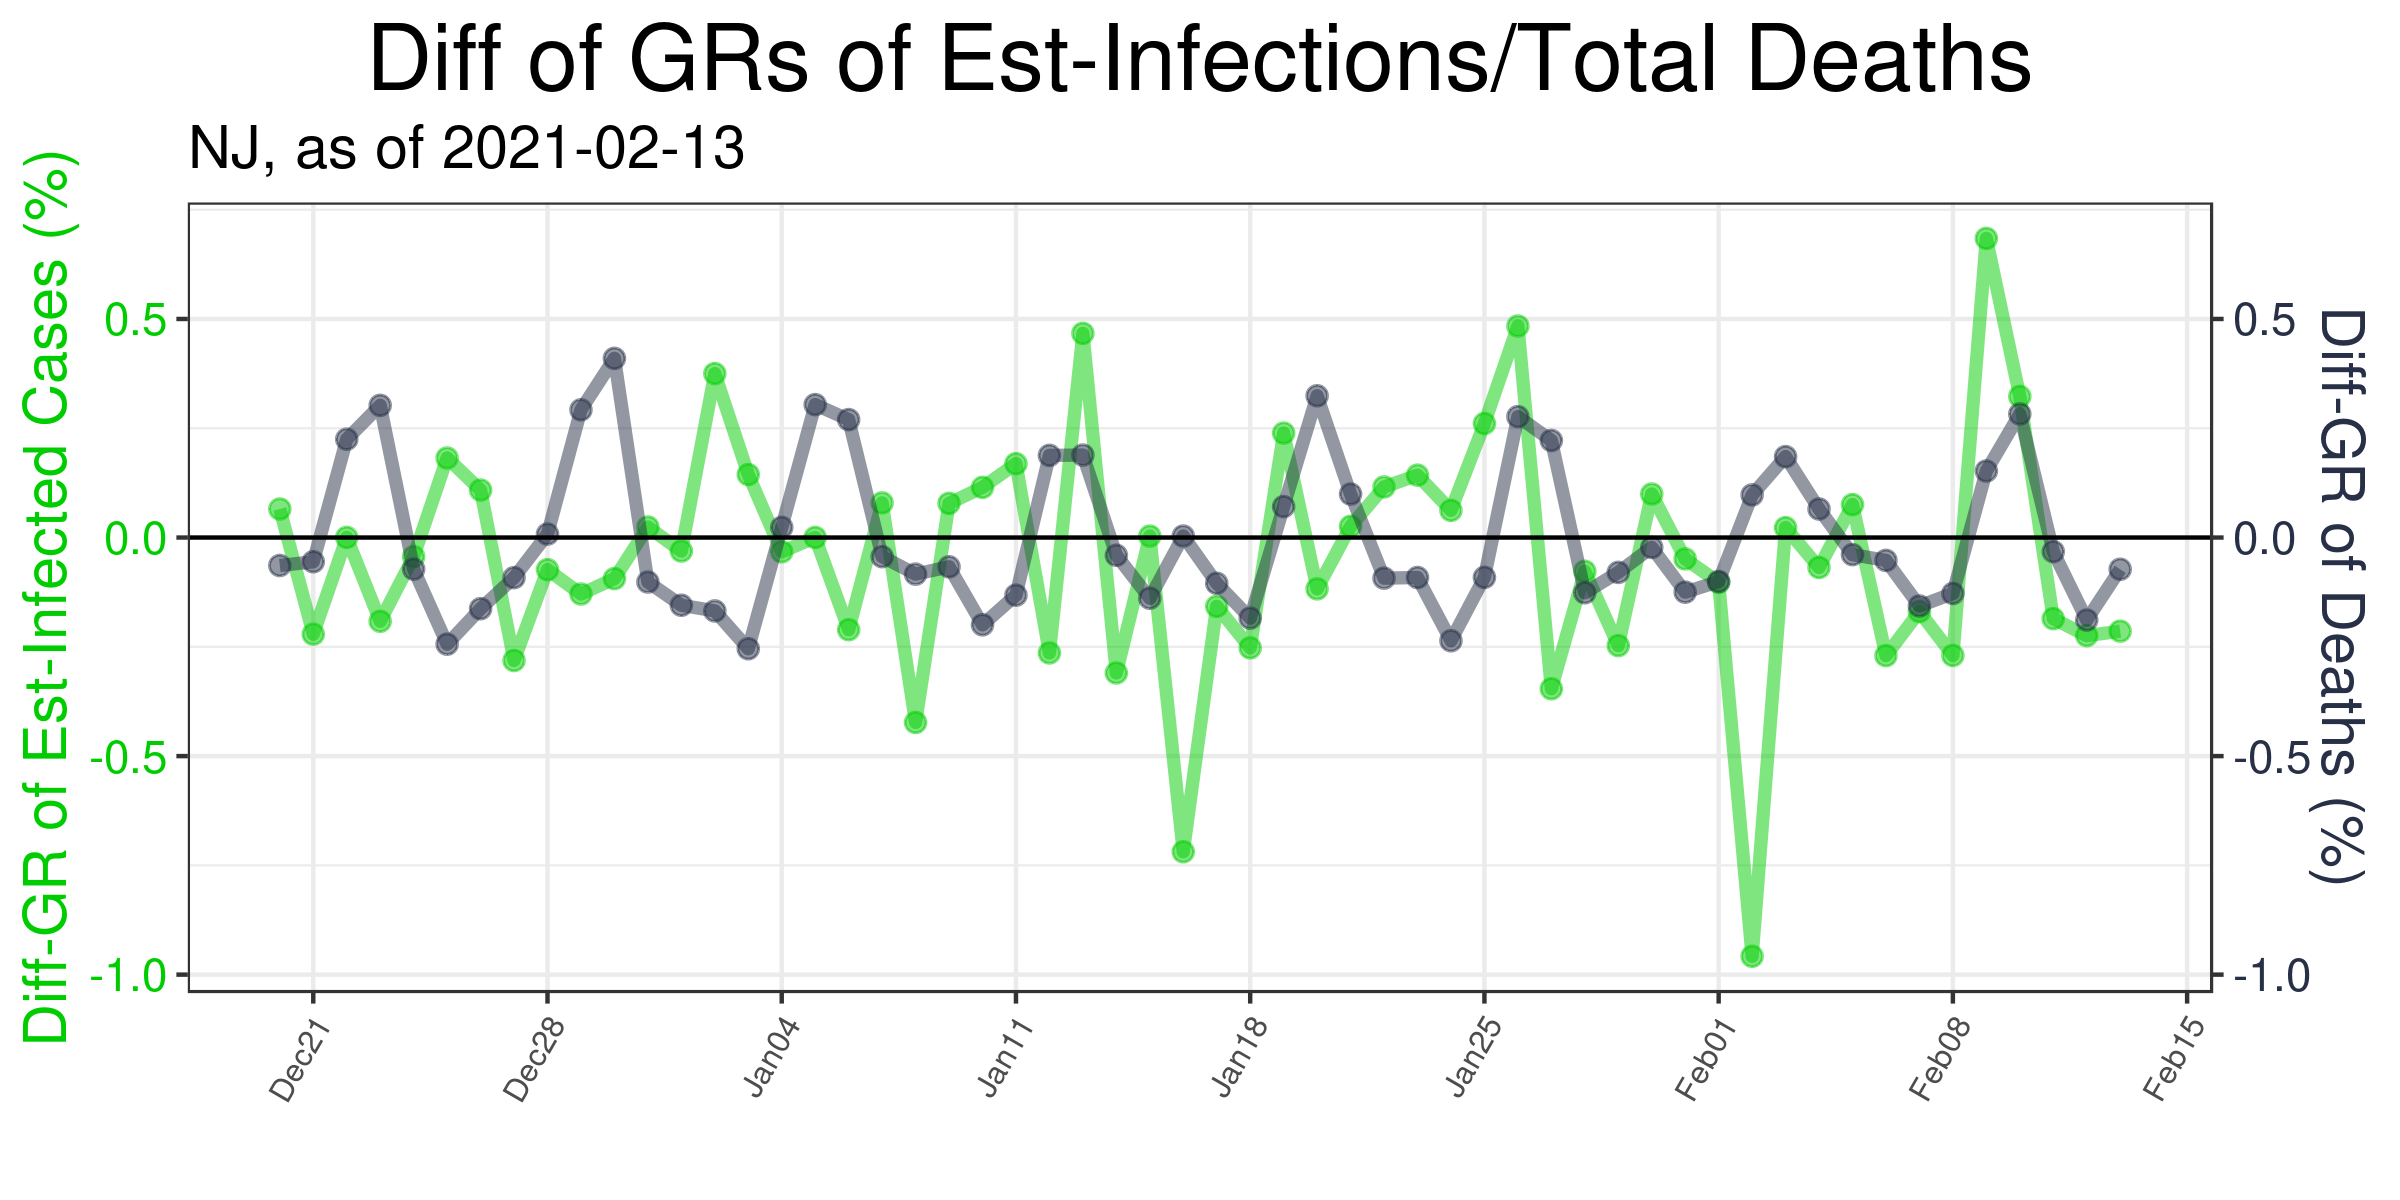 Diff of GRs of Est-Infections/Total Deaths
NJ, as of 2021-02-13
Diff-GR of Est-Infected Cases (%)
0.5
0.0
-0.5
-1.0
0.5
0.0
-0.5
-1.0
Diff-GR of Deaths (%)
Dec21
Dec28
Jan04
Jan11
Jan18
Jan25
Feb01
Feb08
Feb15